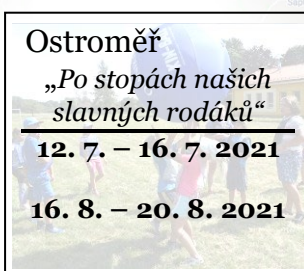 Ostroměř
„Po stopách našich
slavných rodáků“
12. 7. – 16. 7. 2021
16. 8. – 20. 8. 2021